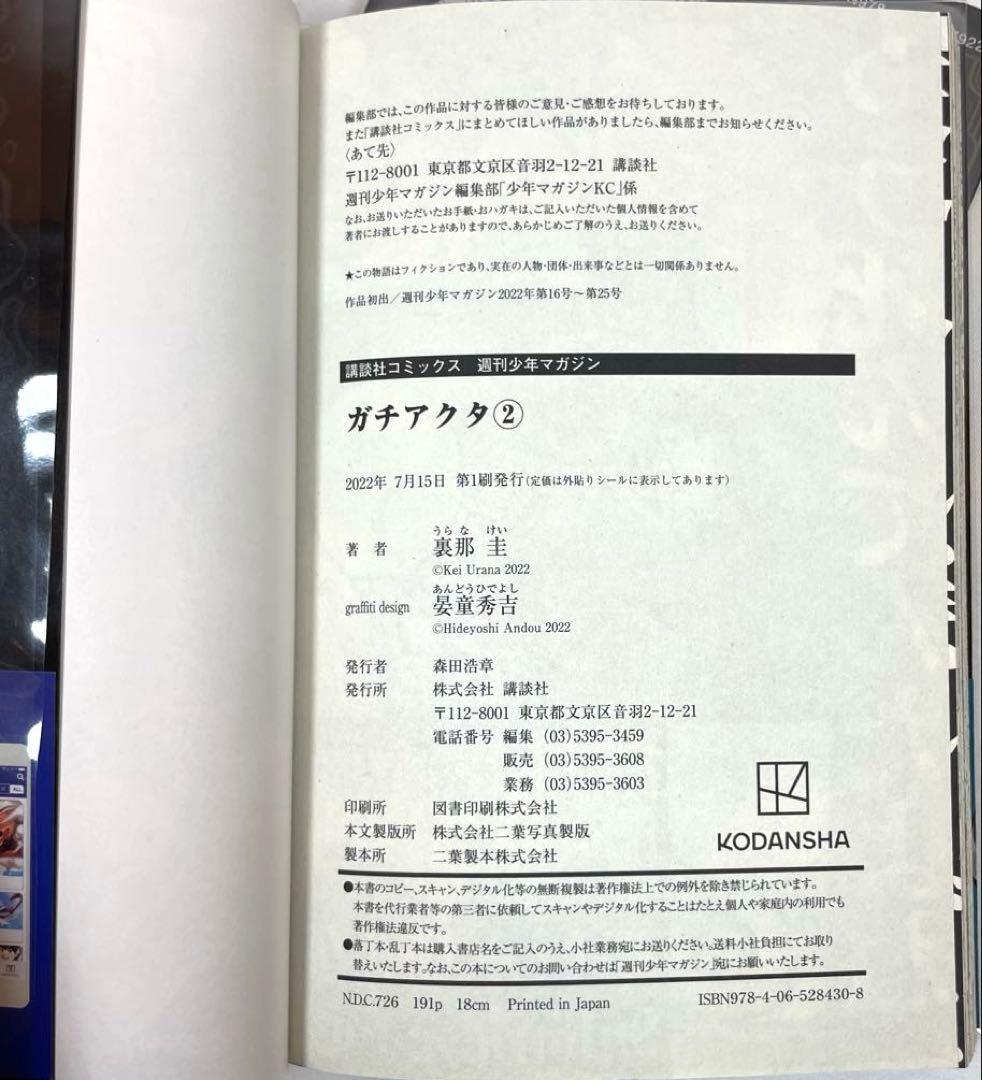 編集部では、この作品に対する皆様のご意見・ご感想をお待ちしております。
また「講談社コミックス」にまとめてほしい作品がありましたら、編集部までお知らせください。
〈あて先〉
〒112-8001 東京都文京区音羽2-12-21 講談社
週刊少年マガジン編集部「少年マガジンKC」係
なお、お送りいただいたお手紙・おハガキは、ご記入いただいた個人情報を含めて
著者にお渡しすることがありますので、あらかじめご了解のうえ、お送りください。
★この物語はフィクションであり、実在の人物・団体・出来事などとは一切関係ありません。
作品初出／週刊少年マガジン2022年第16号～第25号
講談社コミックス 週刊少年マガジン
ガチアクタ②
2022年 7月15日 第1刷発行(定価は外貼りシールに表示してあります)
うら な けい
著 者 裏那 圭
©Kei Urana 2022
あんどうひでよし
graffiti design 晏童秀吉
©Hideyoshi Andou 2022
発行者 森田浩章
発行所 株式会社 講談社
〒112-8001 東京都文京区音羽2-12-21
電話番号 編集 (03)5395-3459
販売 (03)5395-3608
業務 (03)5395-3603
印刷所 図書印刷株式会社
本文製版所 株式会社二葉写真製版
製本所 二葉製本株式会社
KODANSHA
●本書のコピー、スキャン、デジタル化等の無断複製は著作権法上での例外を除き禁じられています。
本書を代行業者等の第三者に依頼してスキャンやデジタル化することはたとえ個人や家庭内の利用でも
著作権法違反です。
●落丁本・乱丁本は購入書店名をご記入のうえ、小社業務宛にお送りください。送料小社負担にてお取り
替えいたします。なお、この本についてのお問い合わせは「週刊少年マガジン」宛にお願いいたします。
N.D.C.726 191p 18cm Printed in Japan ISBN978-4-06-528430-8
ALL